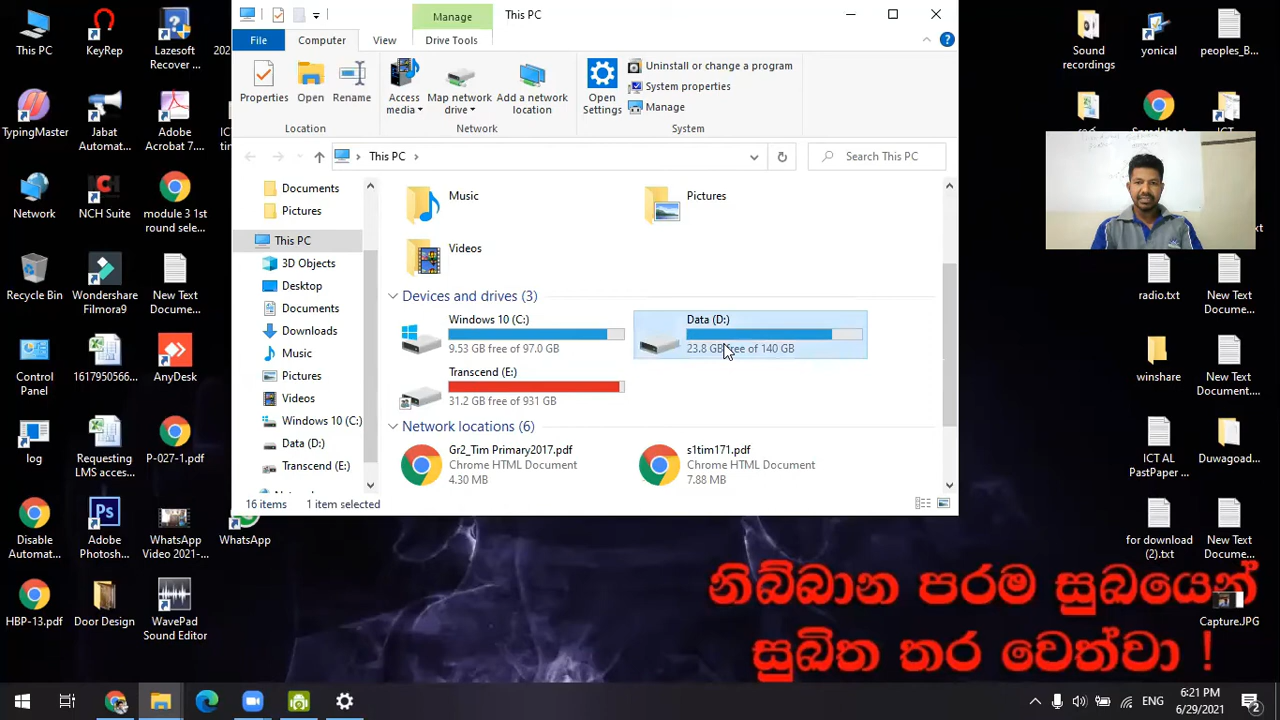 Manage
This PC
File
Computer
View
Drive Tools
Properties
Open
Rename
Access media
Map network drive
Add a network location
Open Settings
Uninstall or change a program
System properties
Manage
Location
Network
System
This PC
Search This PC
Documents
Pictures
This PC
3D Objects
Desktop
Documents
Downloads
Music
Pictures
Videos
Windows 10 (C:)
Data (D:)
Transcend (E:)
Music
Pictures
Videos
Devices and drives (3)
Windows 10 (C:)
9.53 GB free of 97.0 GB
Data (D:)
23.8 GB free of 140 GB
Transcend (E:)
31.2 GB free of 931 GB
Network locations (6)
Gr2_Tim Primary2017.pdf
Chrome HTML Document
4.30 MB
s1tim171.pdf
Chrome HTML Document
7.88 MB
16 items
1 item selected
This PC
KeyRep
Lazesoft
Recover ...
TypingMaster
Jabat
Automat...
Adobe
Acrobat 7....
Network
NCH Suite
module 3 1st
round sele...
Recycle Bin
Wondershare
Filmora9
New Text
Docume...
Control
Panel
1617950566...
AnyDesk
log
Requesting
LMS acces...
P-027-1.pdf
Disable
Automat...
Adobe
Photosh...
WhatsApp
Video 2021-...
WhatsApp
HBP-13.pdf
Door Design
WavePad
Sound Editor
Sound
recordings
yonical
peoples_B...
radio.txt
New Text
Docume...
winshare
New Text
Docume...
ICT AL
PastPaper ...
Duwagoad...
for download
(2).txt
New Text
Docume...
Capture.JPG
නිබ්බාන පරම සුඛයෙන්
සුඛිත තර වෙත්වා !
ENG
6:21 PM
6/29/2021
2